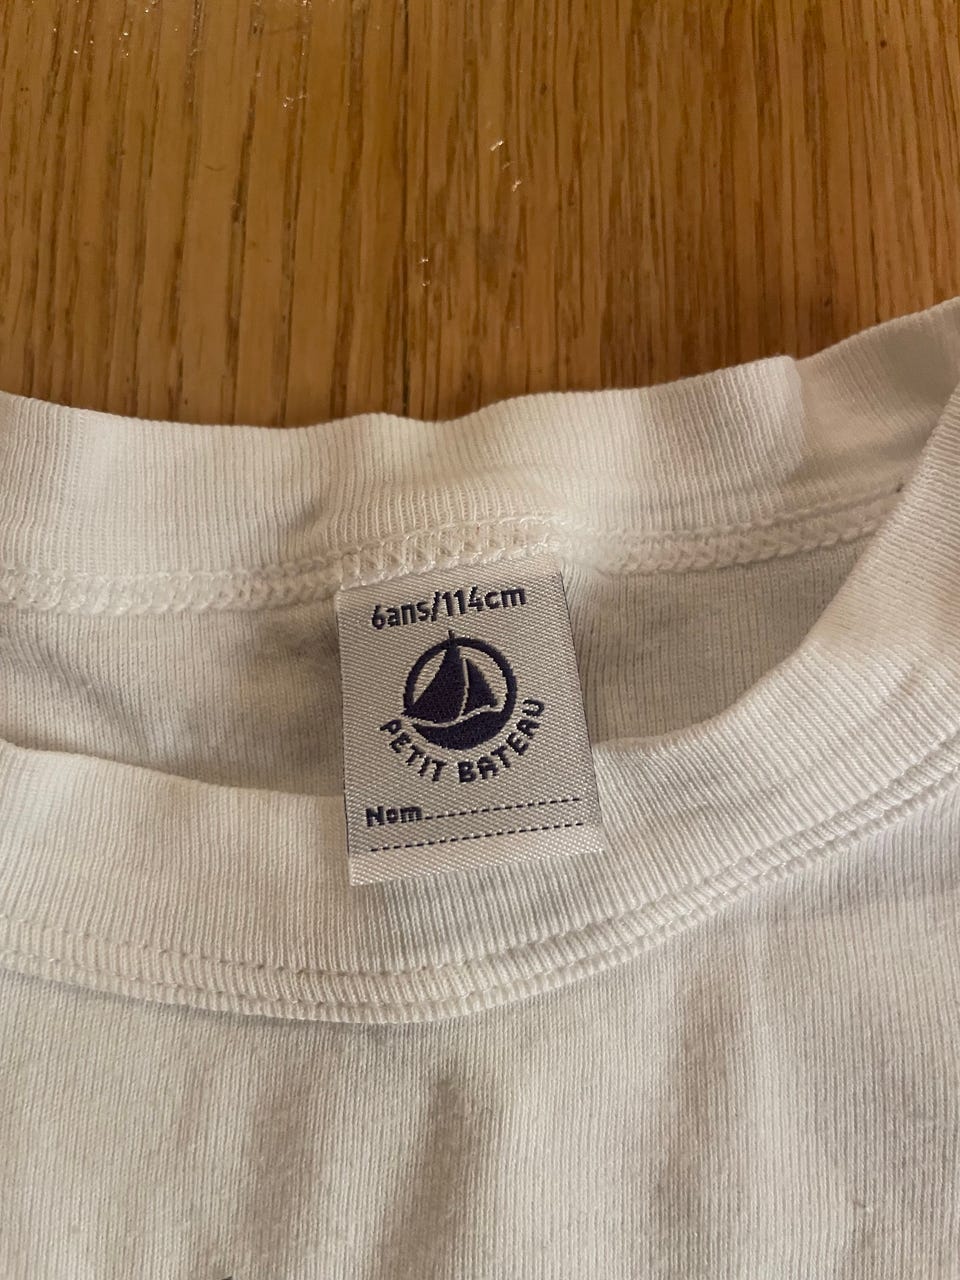 6ans/114cm
PETIT BATEAU
Nom